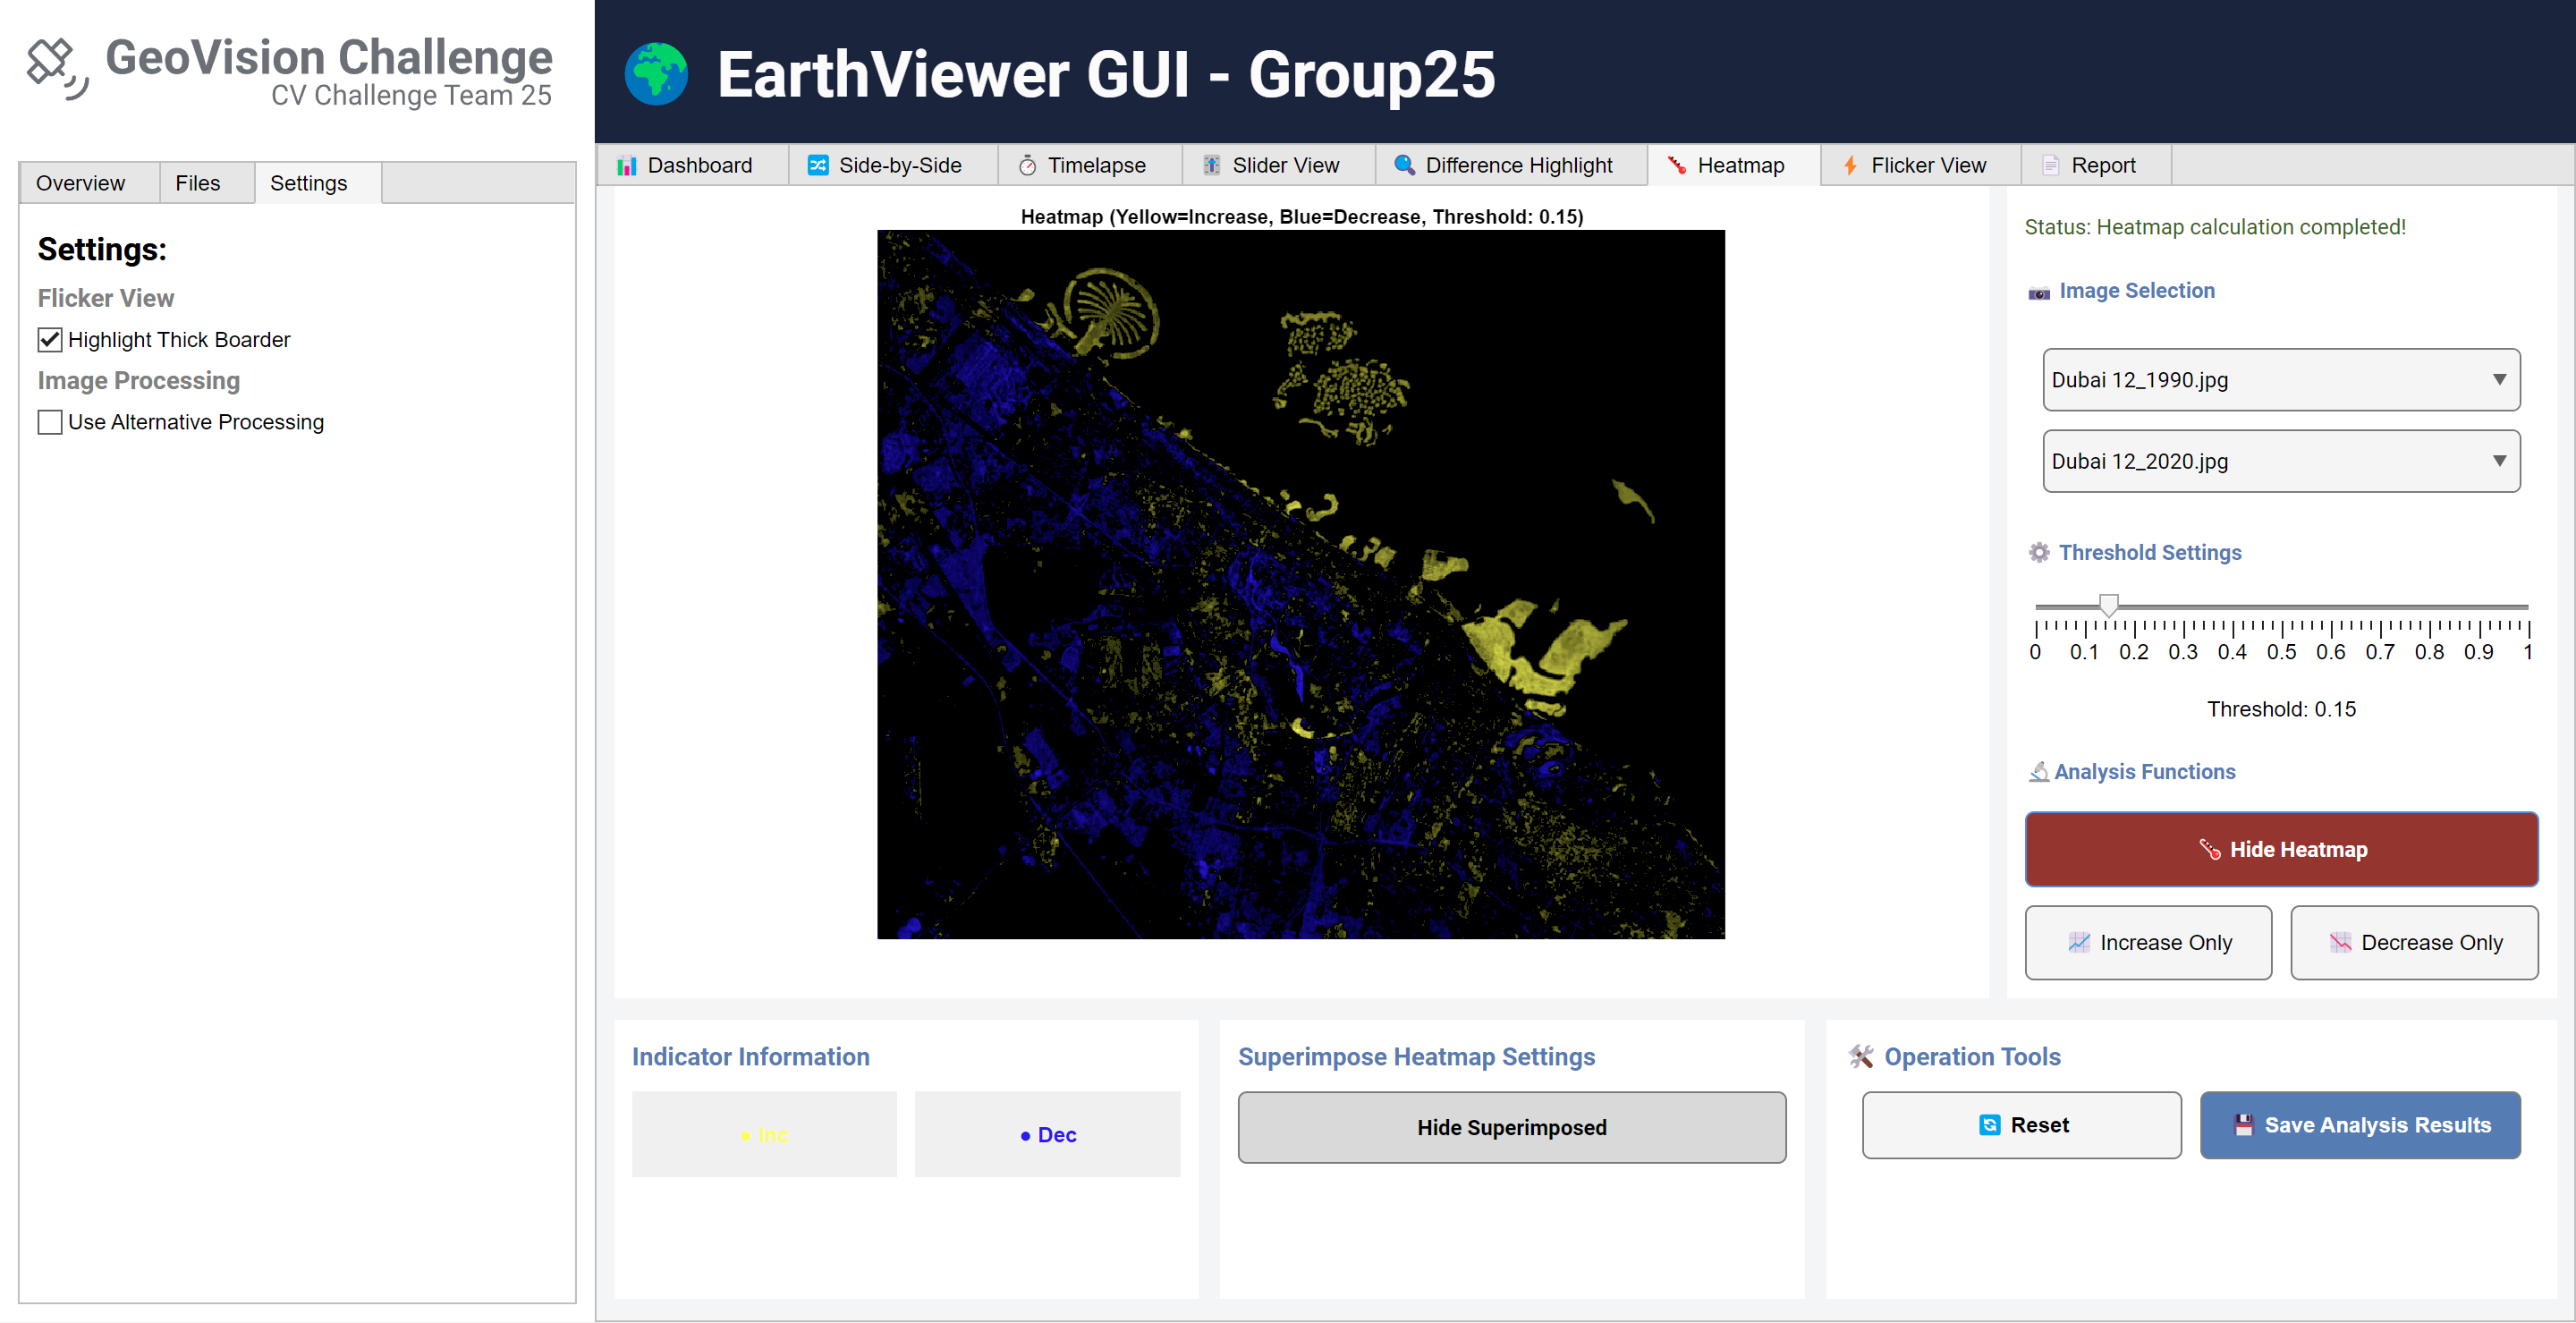 GeoVision Challenge
CV Challenge Team 25
EarthViewer GUI - Group25
Overview Files Settings
Dashboard Side-by-Side Timelapse Slider View Difference Highlight Heatmap Flicker View Report
Settings:
Flicker View
Highlight Thick Boarder
Image Processing
Use Alternative Processing
Heatmap (Yellow=Increase, Blue=Decrease, Threshold: 0.15)
Status: Heatmap calculation completed!
Image Selection
Dubai 12_1990.jpg
Dubai 12_2020.jpg
Threshold Settings
0 0.1 0.2 0.3 0.4 0.5 0.6 0.7 0.8 0.9 1
Threshold: 0.15
Analysis Functions
Hide Heatmap
Increase Only Decrease Only
Indicator Information
• Inc • Dec
Superimpose Heatmap Settings
Hide Superimposed
Operation Tools
Reset Save Analysis Results